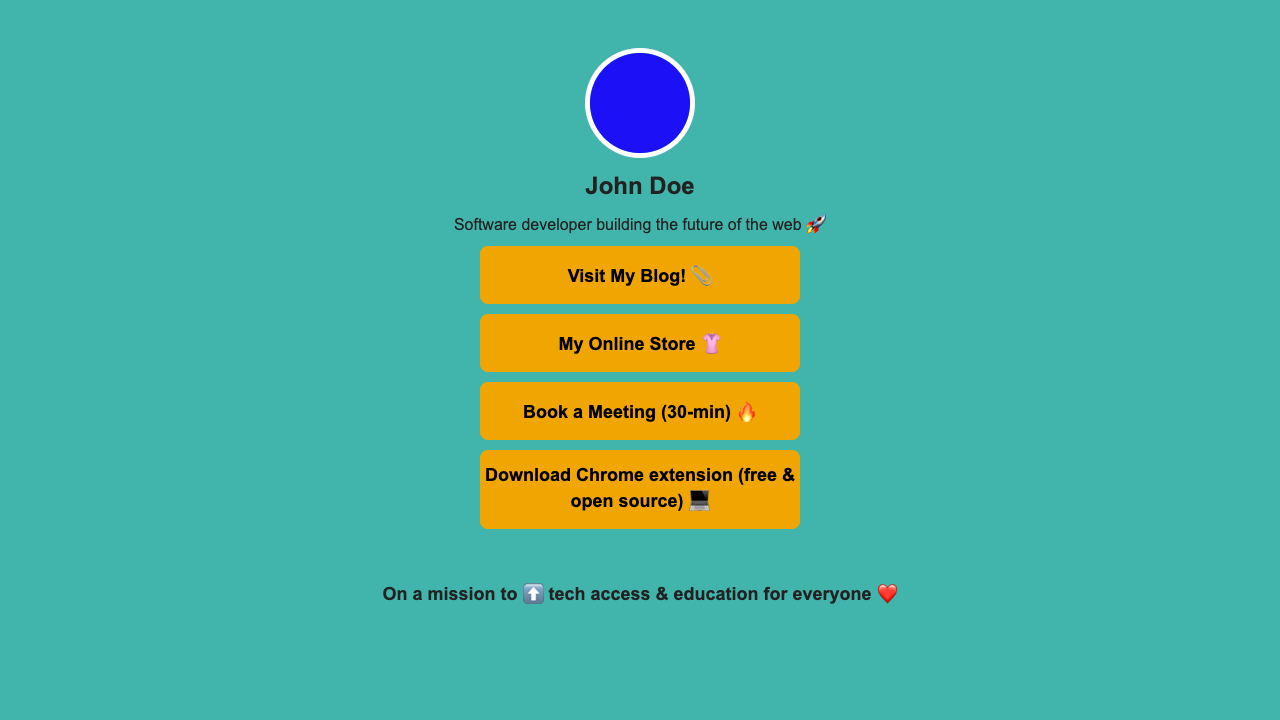 John Doe
Software developer building the future of the web 🚀
Visit My Blog! 📎
My Online Store 👚
Book a Meeting (30-min) 🔥
Download Chrome extension (free &
open source) 💻
On a mission to ⬆️ tech access & education for everyone ❤️